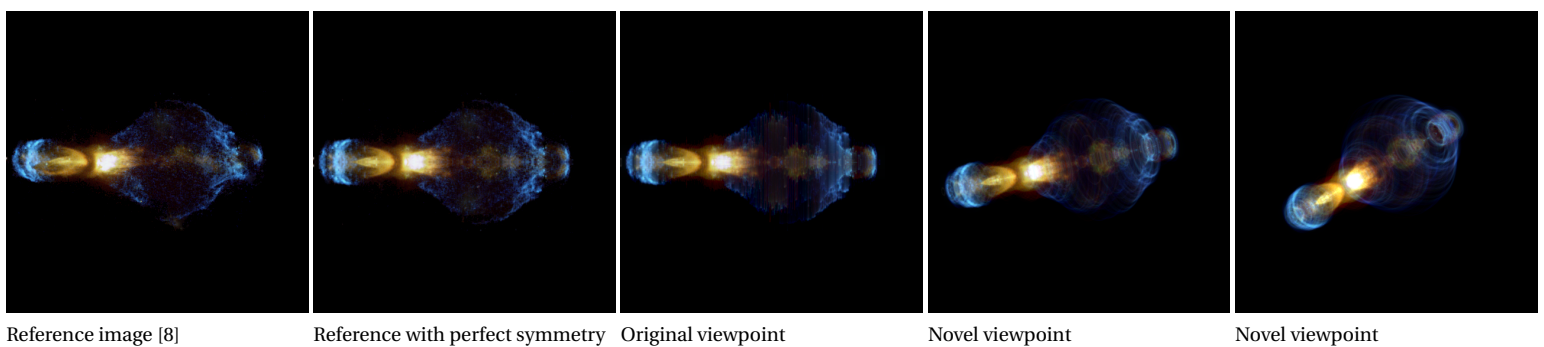 Reference image [8]
Reference with perfect symmetry
Original viewpoint
Novel viewpoint
Novel viewpoint